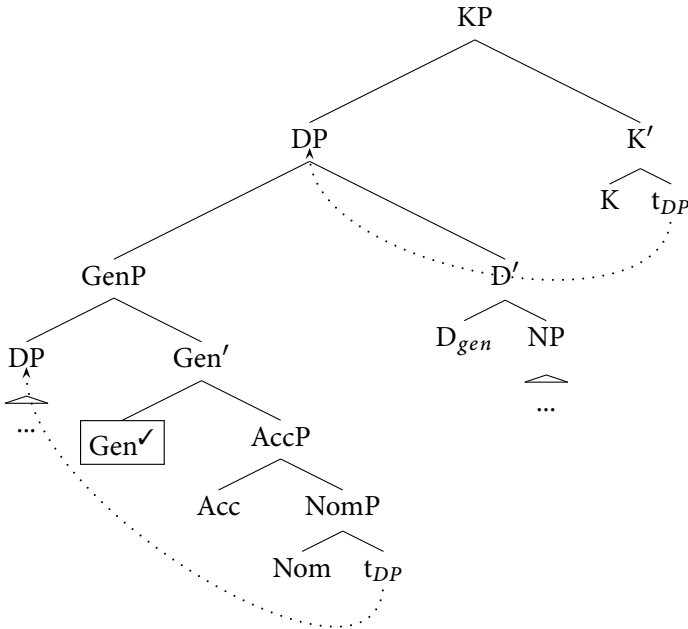 KP
DP K′
K t_DP
GenP D′
D_gen NP
DP Gen′
...
... Gen✓ AccP
Acc NomP
Nom t_DP